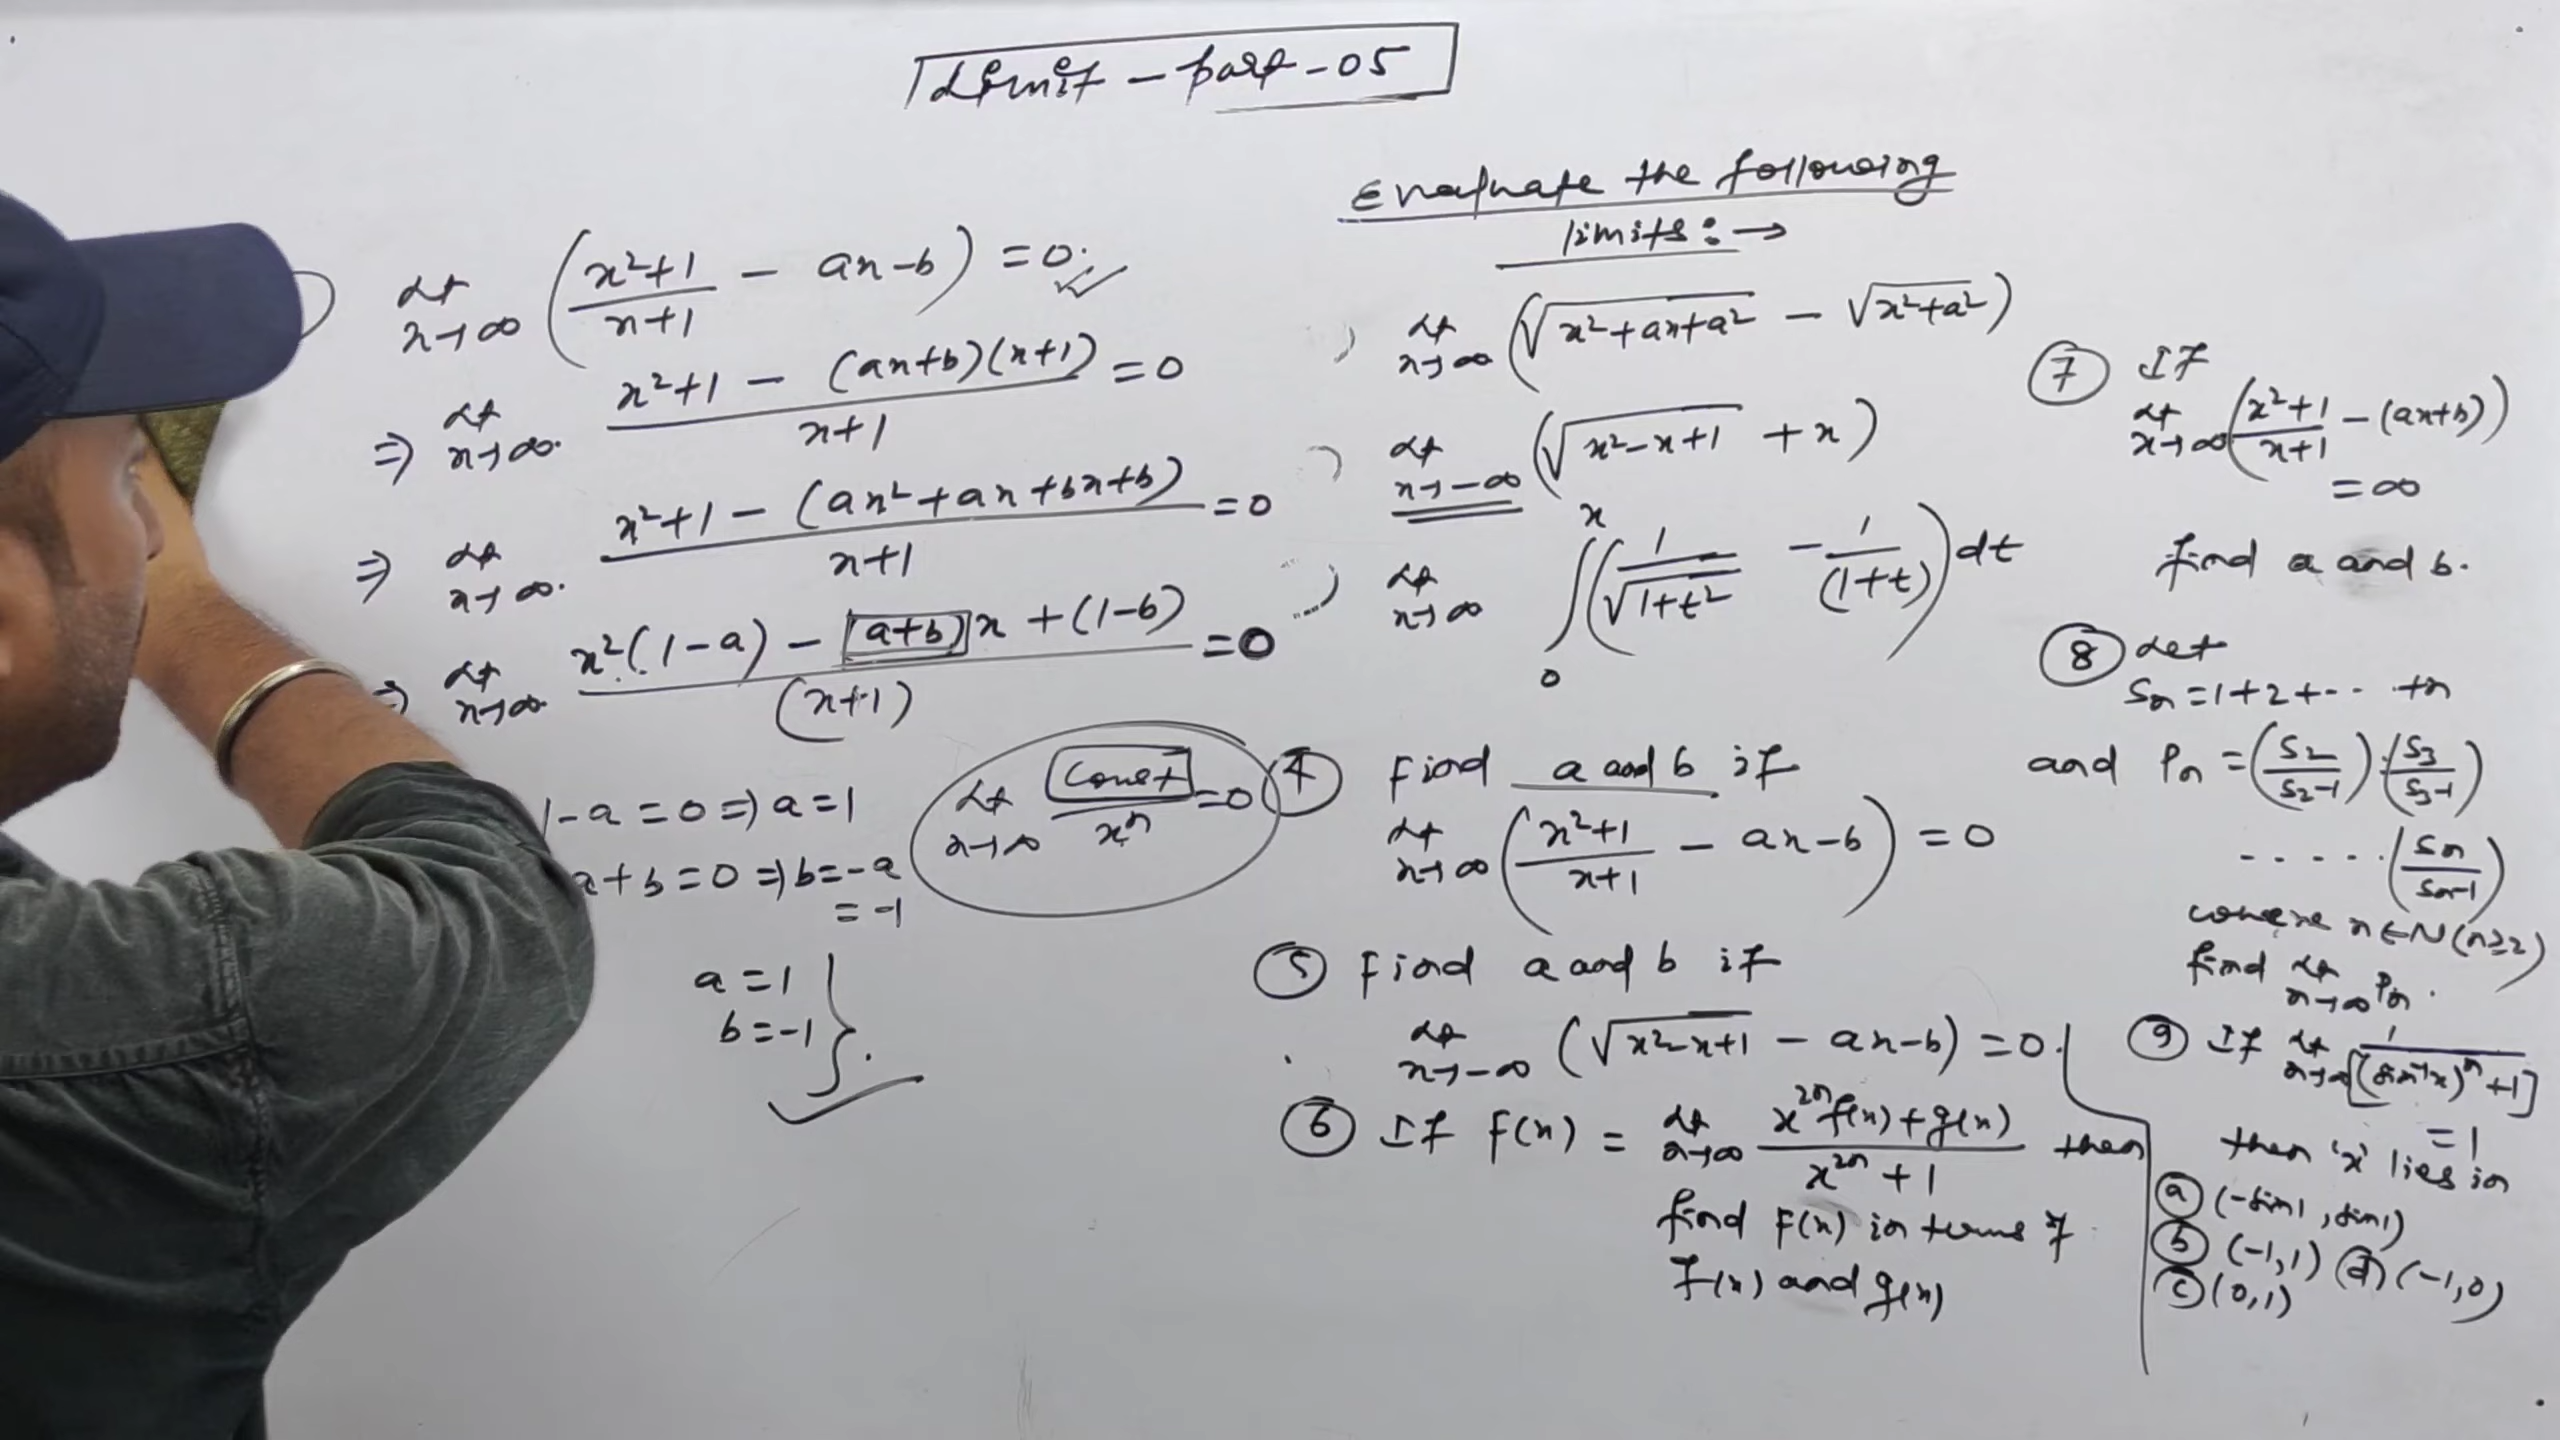 Limit - part - 05
Lt x→∞ ( (x²+1)/(x+1) - ax-b ) = 0.
⇒ Lt x→∞. (x²+1 - (ax+b)(x+1))/(x+1) = 0
⇒ Lt x→∞. (x²+1 - (ax²+ax+bx+b))/(x+1) = 0
⇒ Lt x→∞. (x²(1-a) - (a+b)x + (1-b))/(x+1) = 0
1-a=0 ⇒ a=1
a+b=0 ⇒ b=-a
= -1
Lt x→∞ Const/xⁿ = 0
a = 1
b = -1 }.
Evaluate the following
limits: →
) Lt x→∞ (√(x²+ax+a²) - √(x²+a²))
) Lt x→-∞ (√(x²-x+1) + x)
) Lt x→∞ ∫₀ˣ (1/√(1+t²) - 1/(1+t)) dt
④ Find a and b if
Lt x→∞ ( (x²+1)/(x+1) - ax-b ) = 0
⑤ Find a and b if
Lt x→-∞ (√(x²-x+1) - ax-b) = 0.
⑥ If F(x) = Lt n→∞ (x²ⁿf(x)+g(x))/(x²ⁿ+1) then
find F(x) in terms of
f(x) and g(x)
⑦ If
Lt x→∞ ( (x²+1)/(x+1) - (ax+b) )
= ∞
find a and b.
⑧ Let
Sn = 1+2+-.. +n
and Pn = (S2/(S2-1)).(S3/(S3-1))
- - - - - . (Sn/(Sn-1))
where n∈N(n≥2)
find Lt n→∞ Pn.
⑨ If Lt n→∞ 1/[(sin⁻¹x)ⁿ+1]
= 1
then 'x' lies in
ⓐ (-sin1, sin1)
ⓑ (-1,1) ⓓ (-1,0)
ⓒ (0,1)